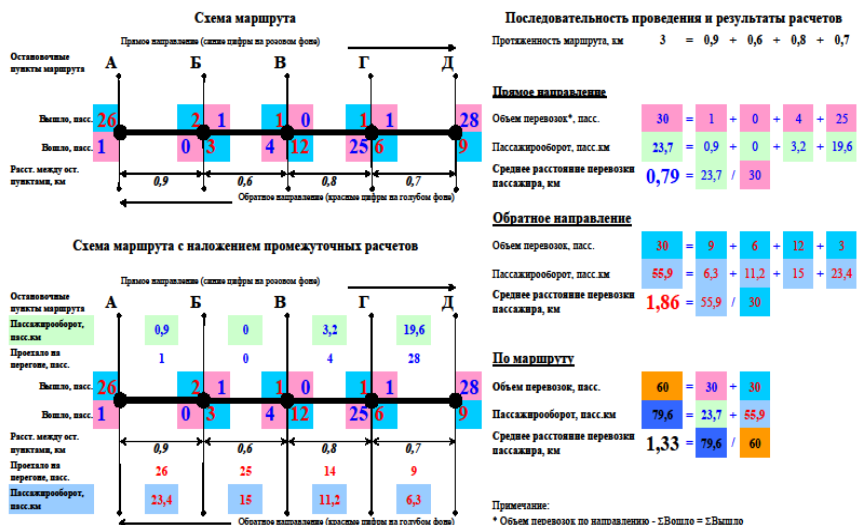 Схема маршрута
Прямое направление (синие цифры на розовом фоне)
Остановочные
пункты маршрута
А Б В Г Д
Вышло, пасс. 26 2 1 1 0 1 1 28
Вошло, пасс. 1 0 3 4 12 25 6 9
Расст. между ост.
пунктами, км
0,9 0,6 0,8 0,7
Обратное направление (красные цифры на голубом фоне)
Схема маршрута с наложением промежуточных расчетов
Прямое направление (синие цифры на розовом фоне)
Остановочные
пункты маршрута
А Б В Г Д
Пассажирооборот,
пасс.км
0,9 0 3,2 19,6
Проехало на
перегоне, пасс.
1 0 4 28
Вышло, пасс. 26 2 1 1 0 1 1 28
Вошло, пасс. 1 0 3 4 12 25 6 9
Расст. между ост.
пунктами, км
0,9 0,6 0,8 0,7
Проехало на
перегоне, пасс.
26 25 14 9
Пассажирооборот,
пасс.км
23,4 15 11,2 6,3
Обратное направление (красные цифры на голубом фоне)
Последовательность проведения и результаты расчетов
Протяженность маршрута, км 3 = 0,9 + 0,6 + 0,8 + 0,7
Прямое направление
Объем перевозок*, пасс. 30 = 1 + 0 + 4 + 25
Пассажирооборот, пасс.км 23,7 = 0,9 + 0 + 3,2 + 19,6
Среднее расстояние перевозки
пассажира, км
0,79 = 23,7 / 30
Обратное направление
Объем перевозок, пасс. 30 = 9 + 6 + 12 + 3
Пассажирооборот, пасс.км 55,9 = 6,3 + 11,2 + 15 + 23,4
Среднее расстояние перевозки
пассажира, км
1,86 = 55,9 / 30
По маршруту
Объем перевозок, пасс. 60 = 30 + 30
Пассажирооборот, пасс.км 79,6 = 23,7 + 55,9
Среднее расстояние перевозки
пассажира, км
1,33 = 79,6 / 60
Примечание:
* Объем перевозок по направлению - ΣВошло = ΣВышло